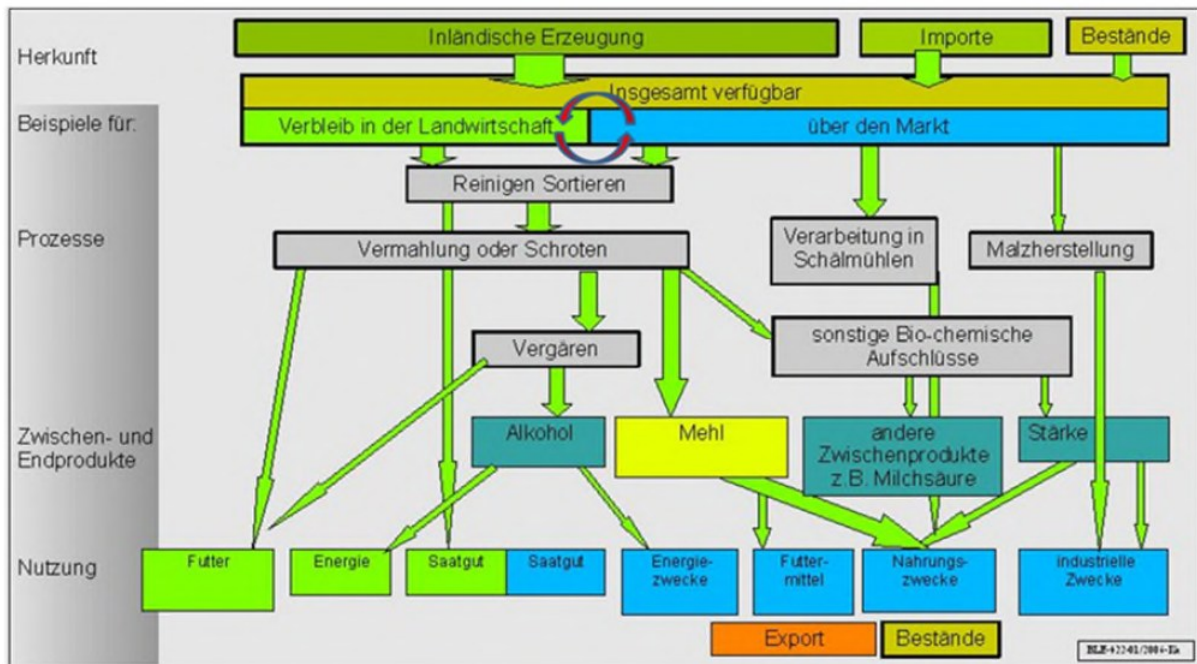 Inländische Erzeugung
Importe
Bestände
Herkunft
Insgesamt verfügbar
Beispiele für:
Verbleib in der Landwirtschaft
über den Markt
Reinigen Sortieren
Prozesse
Vermahlung oder Schroten
Verarbeitung in
Schälmühlen
Malzherstellung
Vergären
sonstige Bio-chemische
Aufschlüsse
Zwischen- und
Endprodukte
Alkohol
Mehl
andere
Zwischenprodukte
z.B. Milchsäure
Stärke
Nutzung
Futter
Energie
Saatgut
Saatgut
Energie-
zwecke
Futter-
mittel
Nahrungs-
zwecke
industrielle
Zwecke
Export
Bestände